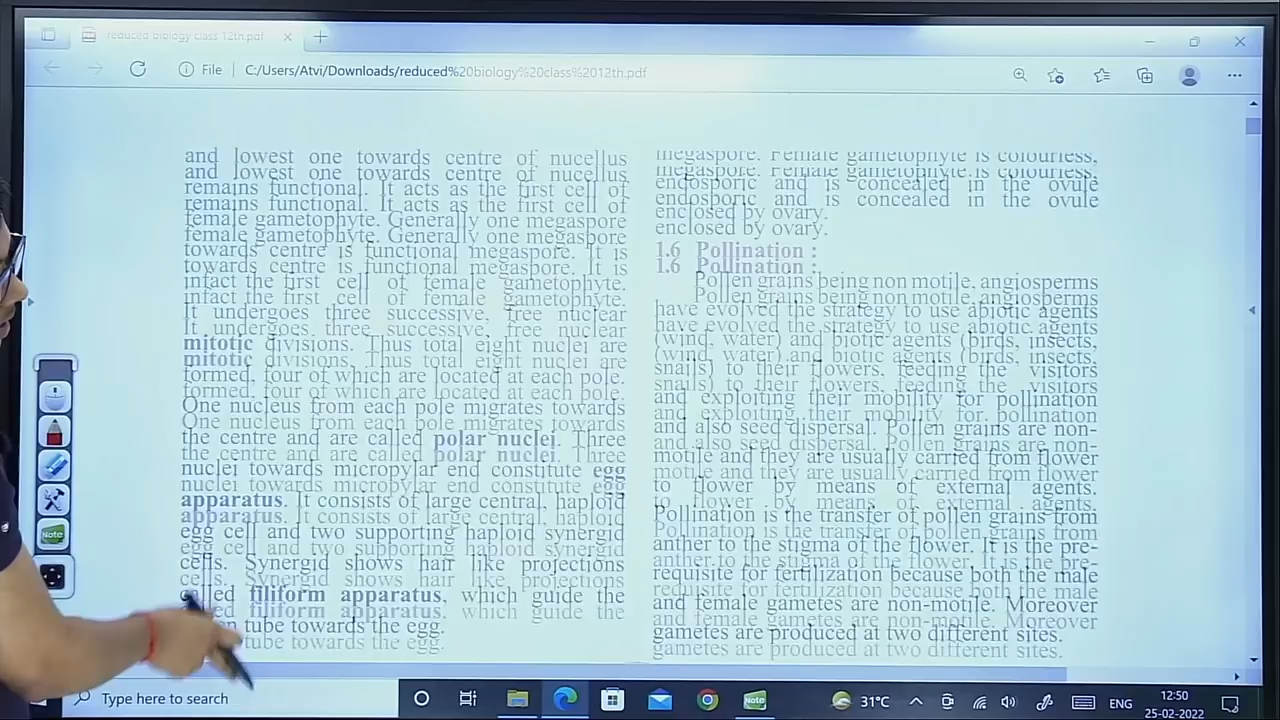 reduced biology class 12th.pdf
File
C:/Users/Atvi/Downloads/reduced%20biology%20class%2012th.pdf
and lowest one towards centre of nucellus
remains functional. It acts as the first cell of
female gametophyte. Generally one megaspore
towards centre is functional megaspore. It is
infact the first cell of female gametophyte.
It undergoes three successive, free nuclear
mitotic divisions. Thus total eight nuclei are
formed, four of which are located at each pole.
One nucleus from each pole migrates towards
the centre and are called polar nuclei. Three
nuclei towards micropylar end constitute egg
apparatus. It consists of large central, haploid
egg cell and two supporting haploid synergid
cells. Synergid shows hair like projections
called filiform apparatus, which guide the
tube towards the egg.
megaspore. Female gametophyte is colourless,
endosporic and is concealed in the ovule
enclosed by ovary.
1.6 Pollination :
Pollen grains being non motile, angiosperms
have evolved the strategy to use abiotic agents
(wind, water) and biotic agents (birds, insects,
snails) to their flowers, feeding the visitors
and exploiting their mobility for pollination
and also seed dispersal. Pollen grains are non-
motile and they are usually carried from flower
to flower by means of external agents.
Pollination is the transfer of pollen grains from
anther to the stigma of the flower. It is the pre-
requisite for fertilization because both the male
and female gametes are non-motile. Moreover
gametes are produced at two different sites.
Note
Type here to search
Note
31°C
ENG
12:50
25-02-2022